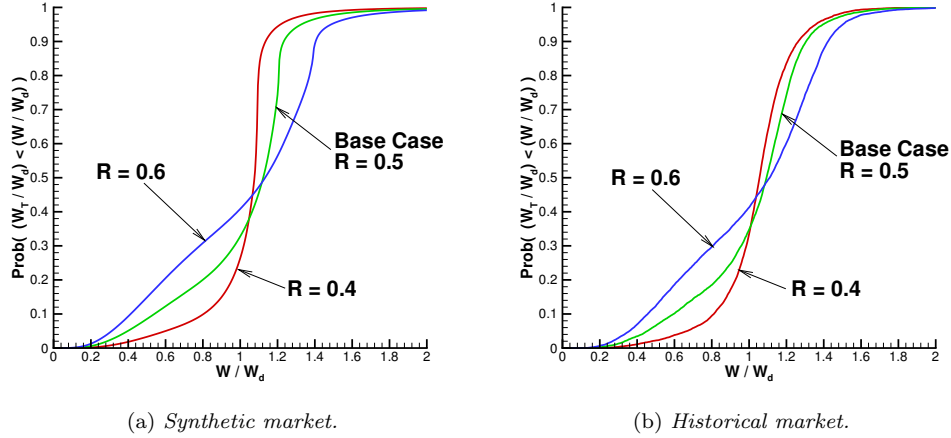 Prob( (W_T / W_d) < (W / W_d) )
1
0.9
0.8
0.7
0.6
0.5
0.4
0.3
0.2
0.1
0
Base Case
R = 0.5
R = 0.6
R = 0.4
0 0.2 0.4 0.6 0.8 1 1.2 1.4 1.6 1.8 2
W / W_d
(a) Synthetic market.
Prob( (W_T / W_d) < (W / W_d) )
1
0.9
0.8
0.7
0.6
0.5
0.4
0.3
0.2
0.1
0
Base Case
R = 0.5
R = 0.6
R = 0.4
0 0.2 0.4 0.6 0.8 1 1.2 1.4 1.6 1.8 2
W / W_d
(b) Historical market.